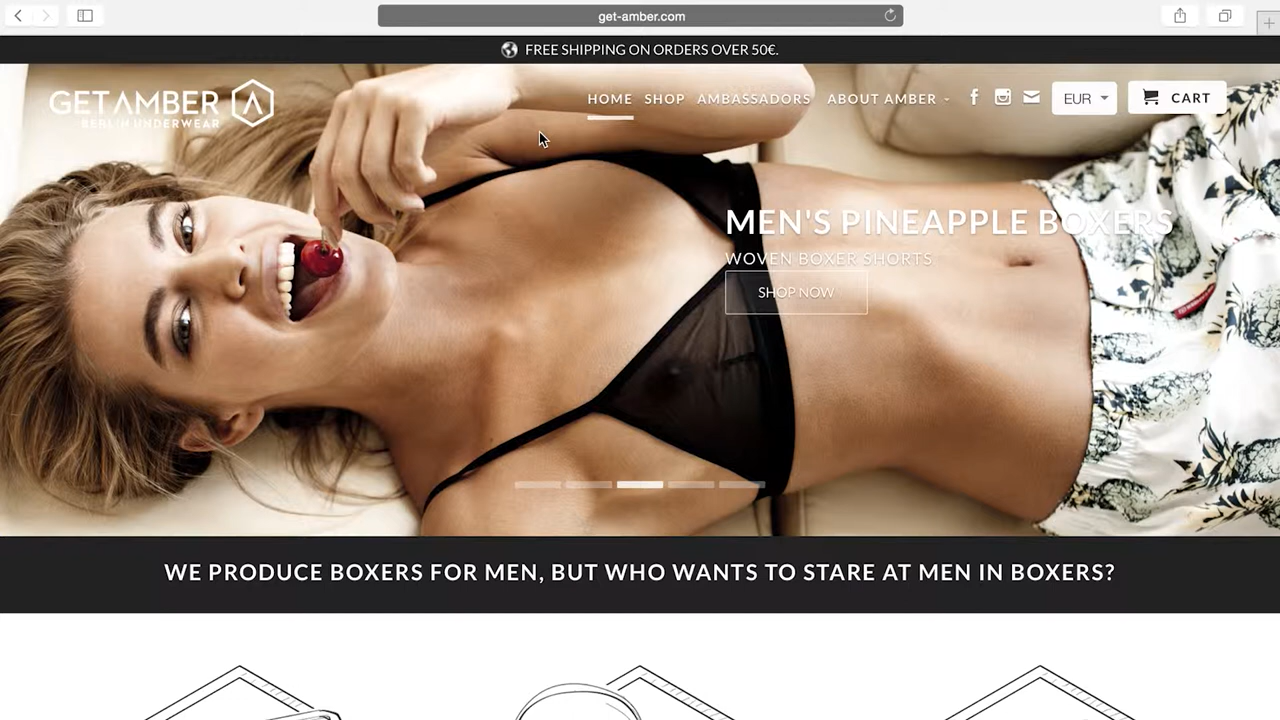 get-amber.com
FREE SHIPPING ON ORDERS OVER 50€.
GETAMBER
BERLIN UNDERWEAR
HOME SHOP AMBASSADORS ABOUT AMBER EUR CART
MEN'S PINEAPPLE BOXERS
WOVEN BOXER SHORTS
SHOP NOW
WE PRODUCE BOXERS FOR MEN, BUT WHO WANTS TO STARE AT MEN IN BOXERS?